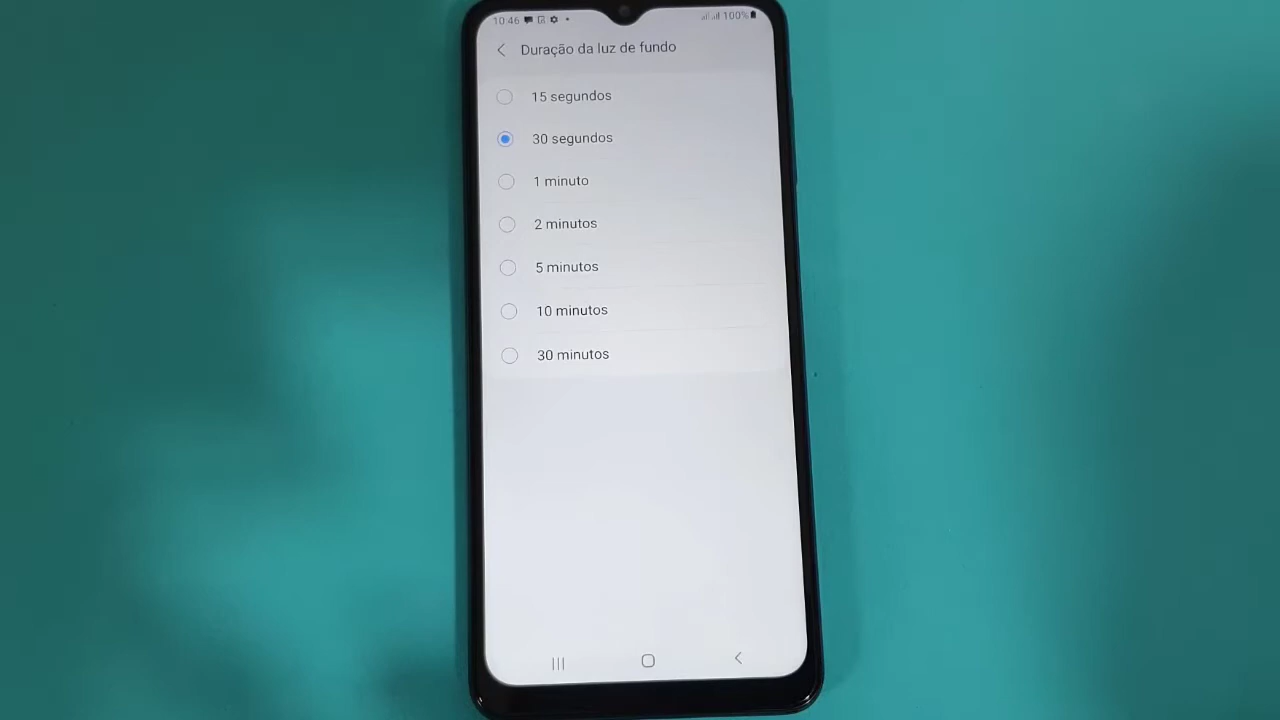 10:46 100%
Duração da luz de fundo
15 segundos
30 segundos
1 minuto
2 minutos
5 minutos
10 minutos
30 minutos